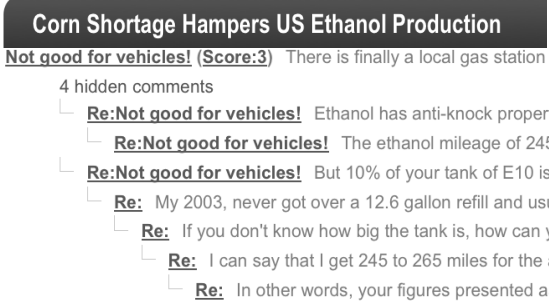 Corn Shortage Hampers US Ethanol Production
Not good for vehicles! (Score:3) There is finally a local gas station
4 hidden comments
Re:Not good for vehicles! Ethanol has anti-knock proper
Re:Not good for vehicles! The ethanol mileage of 245
Re:Not good for vehicles! But 10% of your tank of E10 is
Re: My 2003, never got over a 12.6 gallon refill and usu
Re: If you don't know how big the tank is, how can y
Re: I can say that I get 245 to 265 miles for the a
Re: In other words, your figures presented a